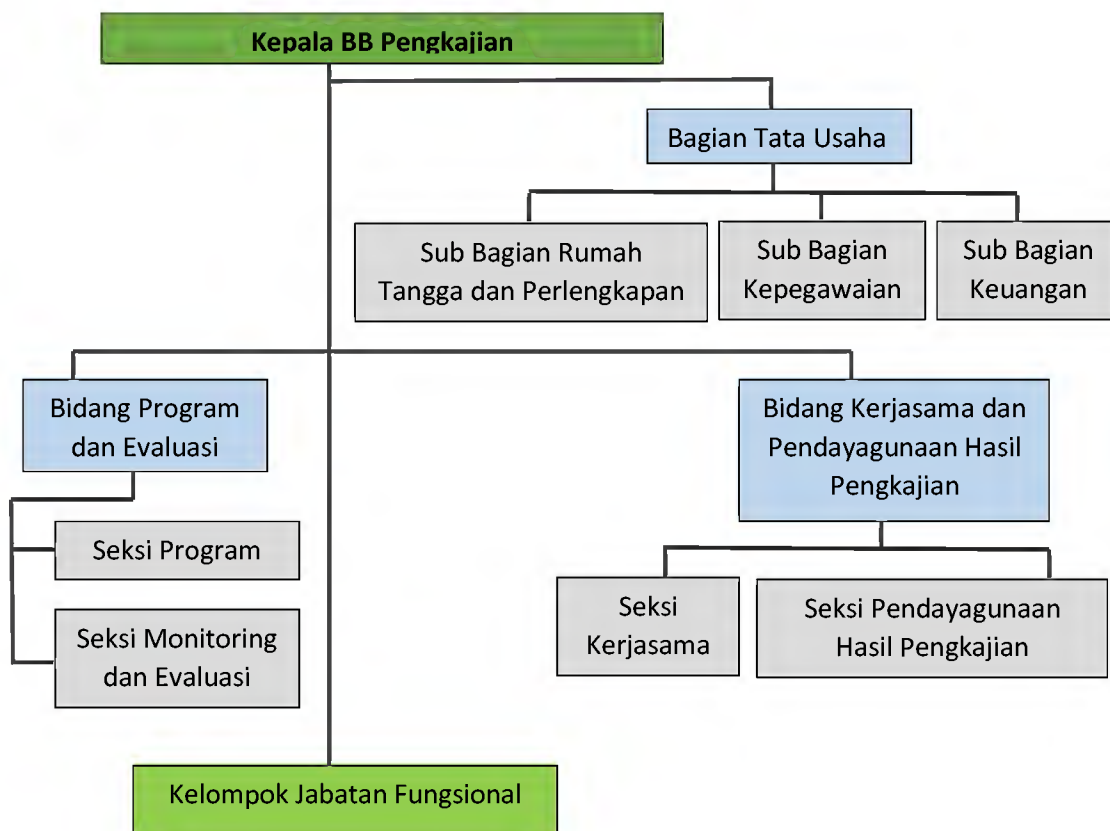 Kepala BB Pengkajian
Bagian Tata Usaha
Sub Bagian Rumah
Tangga dan Perlengkapan
Sub Bagian
Kepegawaian
Sub Bagian
Keuangan
Bidang Program
dan Evaluasi
Bidang Kerjasama dan
Pendayagunaan Hasil
Pengkajian
Seksi Program
Seksi Monitoring
dan Evaluasi
Seksi
Kerjasama
Seksi Pendayagunaan
Hasil Pengkajian
Kelompok Jabatan Fungsional